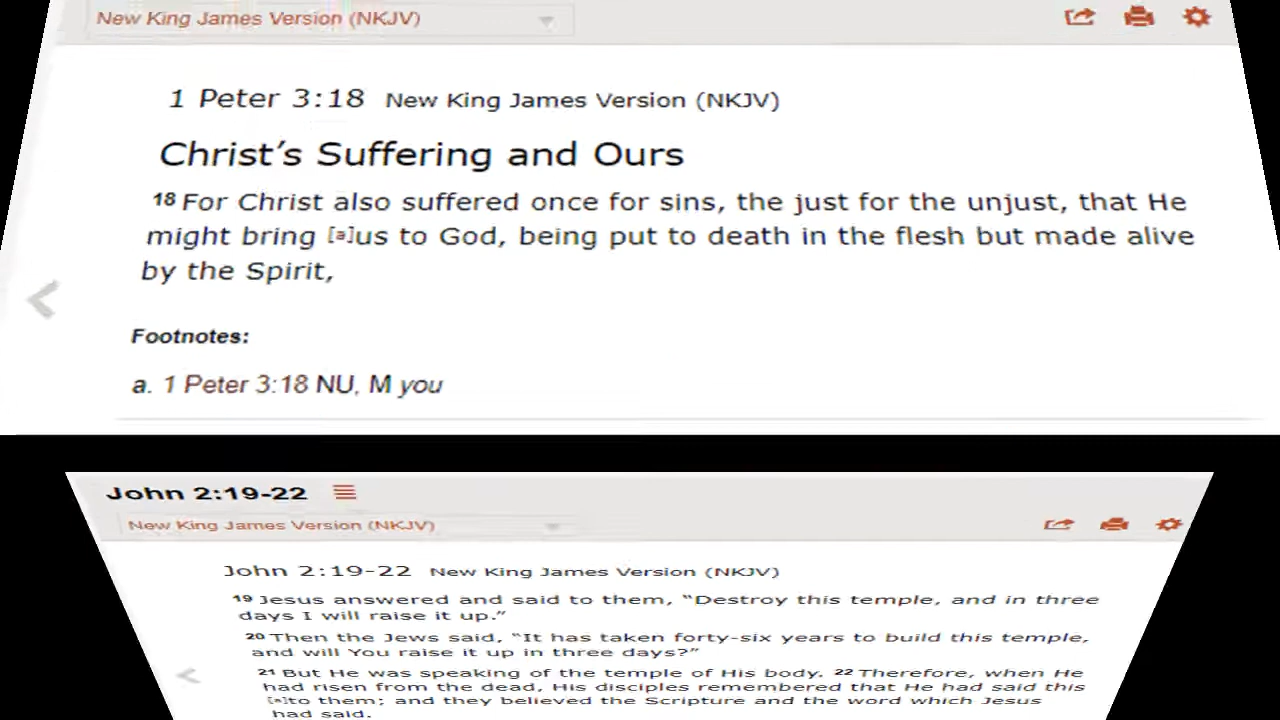 New King James Version (NKJV)
1 Peter 3:18 New King James Version (NKJV)
Christ's Suffering and Ours
18 For Christ also suffered once for sins, the just for the unjust, that He
might bring [a]us to God, being put to death in the flesh but made alive
by the Spirit,
Footnotes:
a. 1 Peter 3:18 NU, M you
John 2:19-22
New King James Version (NKJV)
John 2:19-22 New King James Version (NKJV)
19 Jesus answered and said to them, “Destroy this temple, and in three
days I will raise it up.”
20 Then the Jews said, “It has taken forty-six years to build this temple,
and will You raise it up in three days?”
21 But He was speaking of the temple of His body. 22 Therefore, when He
had risen from the dead, His disciples remembered that He had said this
[a]to them; and they believed the Scripture and the word which Jesus
had said.